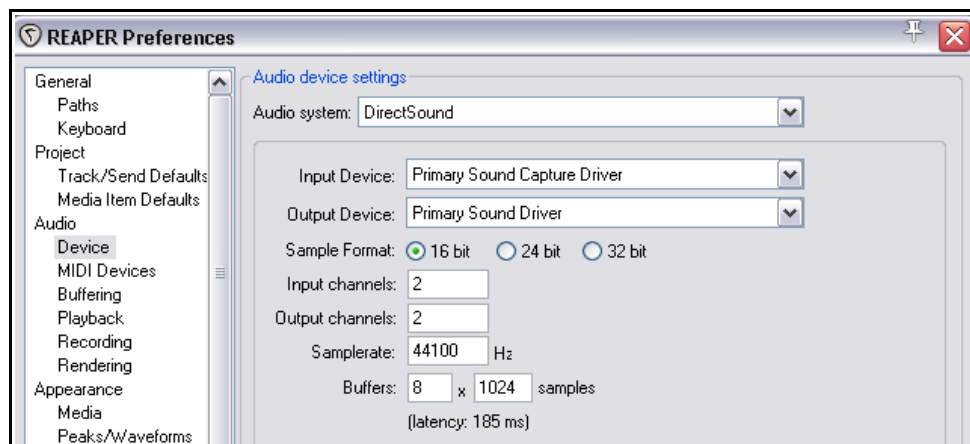 REAPER Preferences
General
Paths
Keyboard
Project
Track/Send Defaults
Media Item Defaults
Audio
Device
MIDI Devices
Buffering
Playback
Recording
Rendering
Appearance
Media
Peaks/Waveforms
Audio device settings
Audio system: DirectSound
Input Device: Primary Sound Capture Driver
Output Device: Primary Sound Driver
Sample Format: 16 bit 24 bit 32 bit
Input channels: 2
Output channels: 2
Samplerate: 44100 Hz
Buffers: 8 x 1024 samples
(latency: 185 ms)